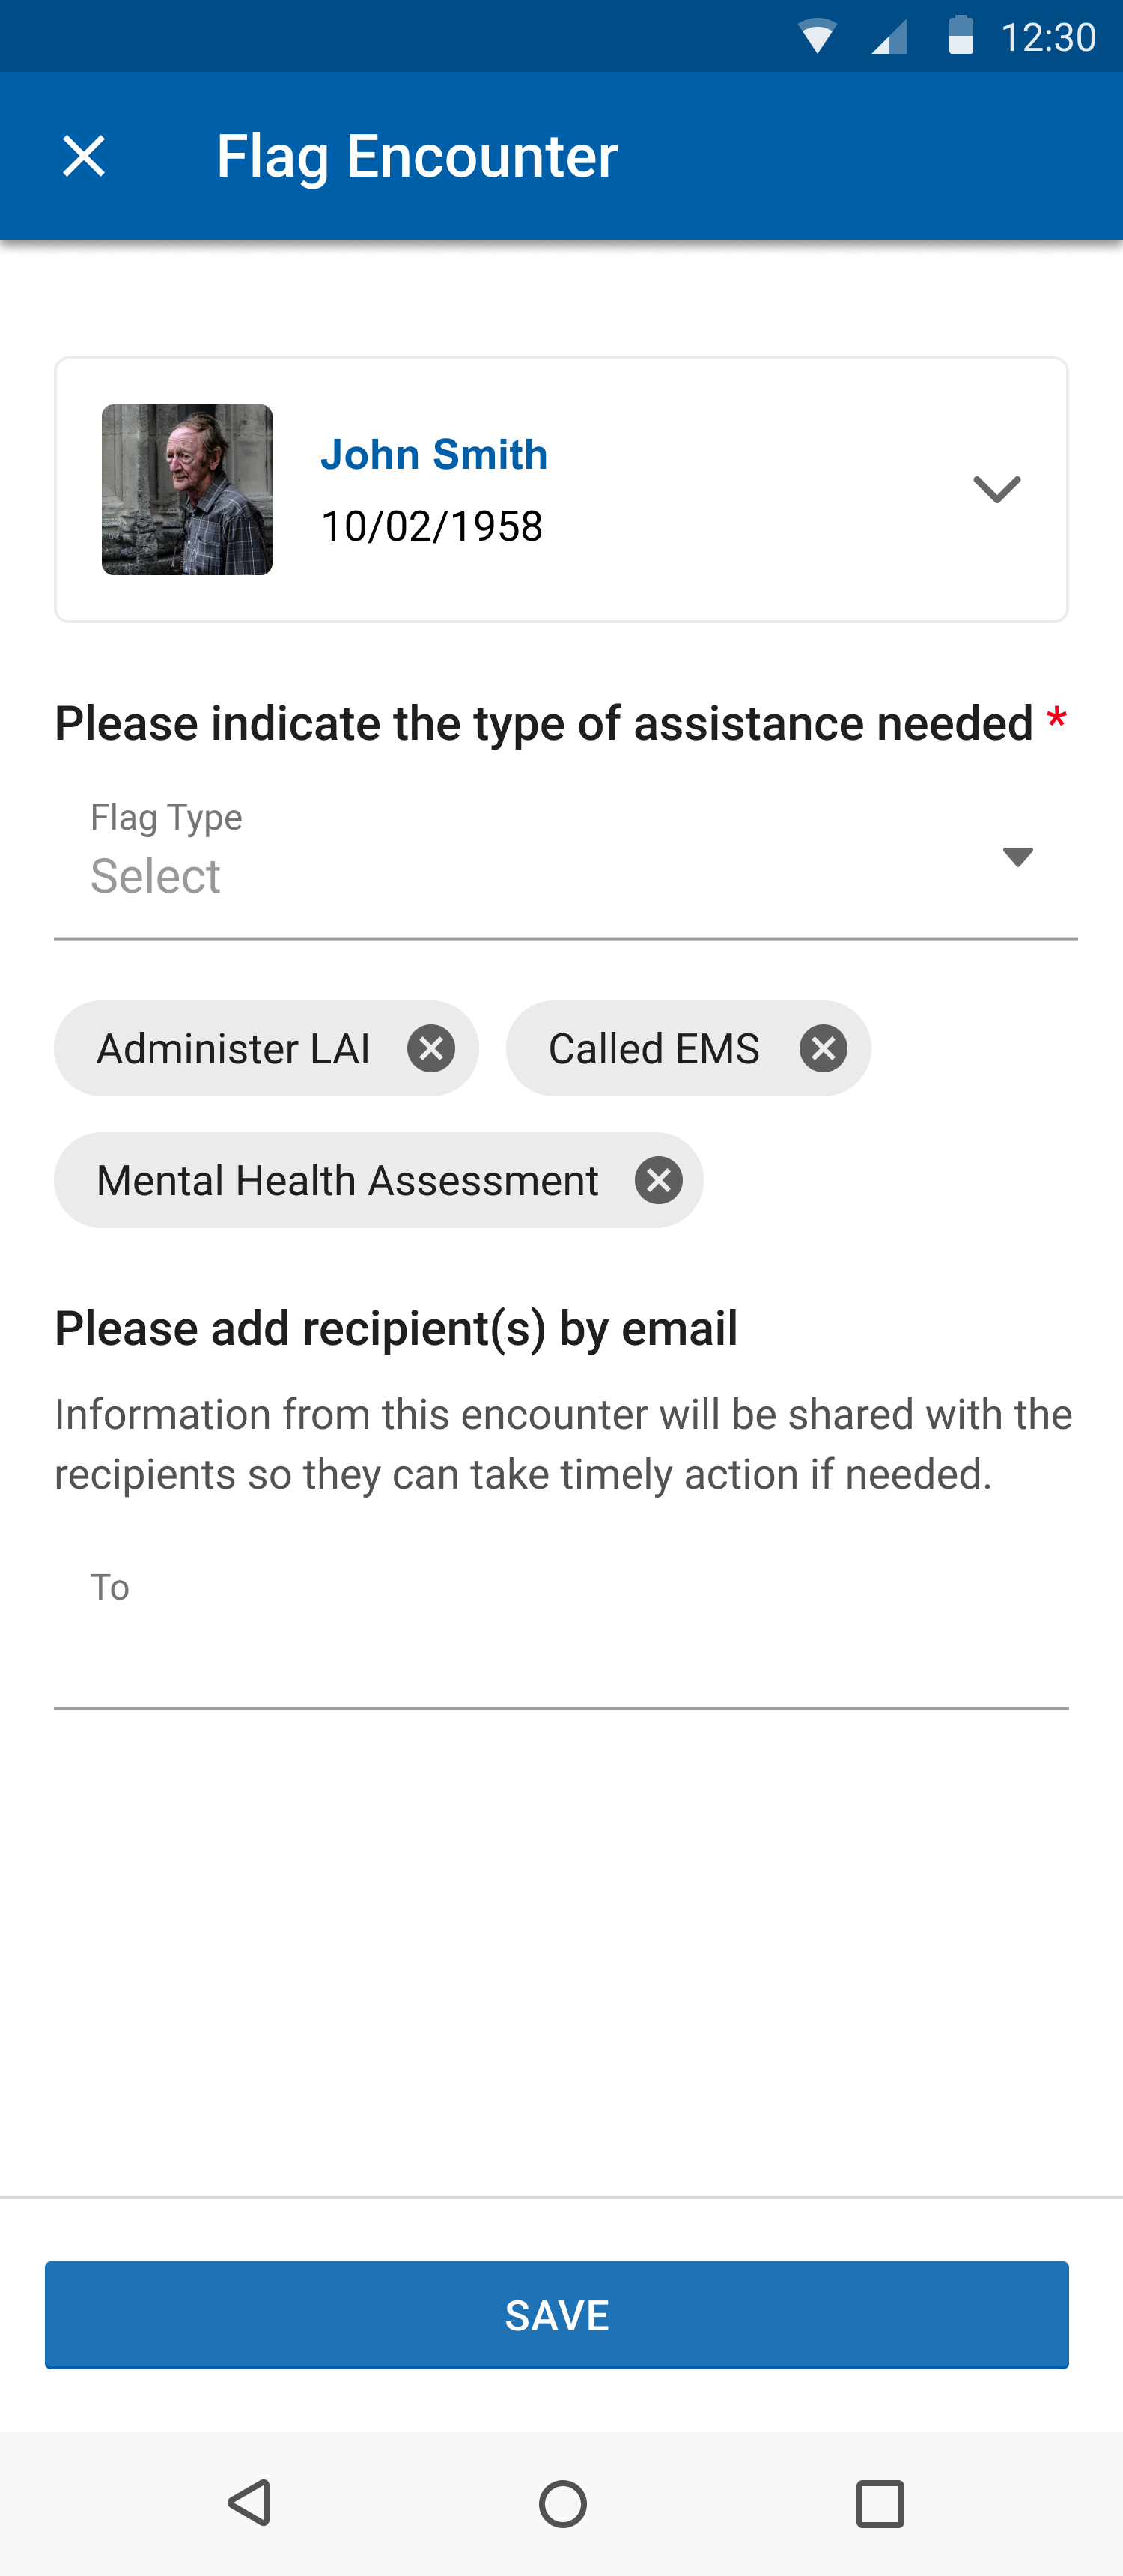 12:30
Flag Encounter
John Smith
10/02/1958
Please indicate the type of assistance needed *
Flag Type
Select
Administer LAI
Called EMS
Mental Health Assessment
Please add recipient(s) by email
Information from this encounter will be shared with the
recipients so they can take timely action if needed.
To
SAVE